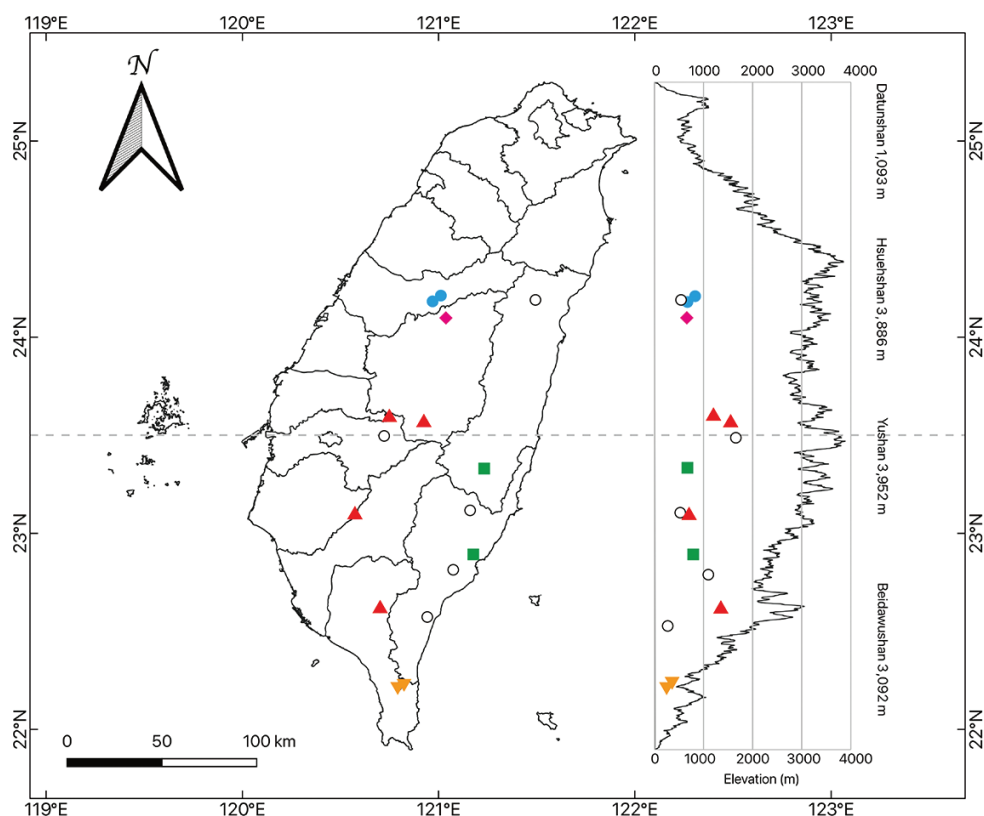 119°E 120°E 121°E 122°E 123°E
N
0 1000 2000 3000 4000
Datunshan 1,093 m
25°N 25°N
Hsuehshan 3,886 m
24°N 24°N
Yushan 3,952 m
23°N 23°N
Beidawushan 3,092 m
22°N 22°N
0 50 100 km
0 1000 2000 3000 4000
Elevation (m)
119°E 120°E 121°E 122°E 123°E